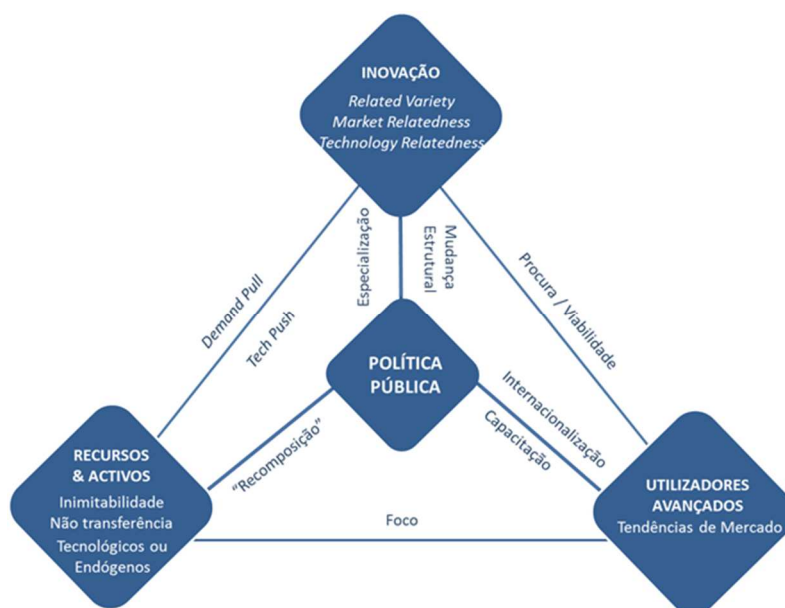 INOVAÇÃO
Related Variety
Market Relatedness
Technology Relatedness
Especialização
Mudança
Estrutural
Demand Pull
Tech Push
Procura / Viabilidade
POLÍTICA
PÚBLICA
"Recomposição"
Internacionalização
Capacitação
RECURSOS
& ACTIVOS
Inimitabilidade
Não transferência
Tecnológicos ou
Endógenos
Foco
UTILIZADORES
AVANÇADOS
Tendências de Mercado